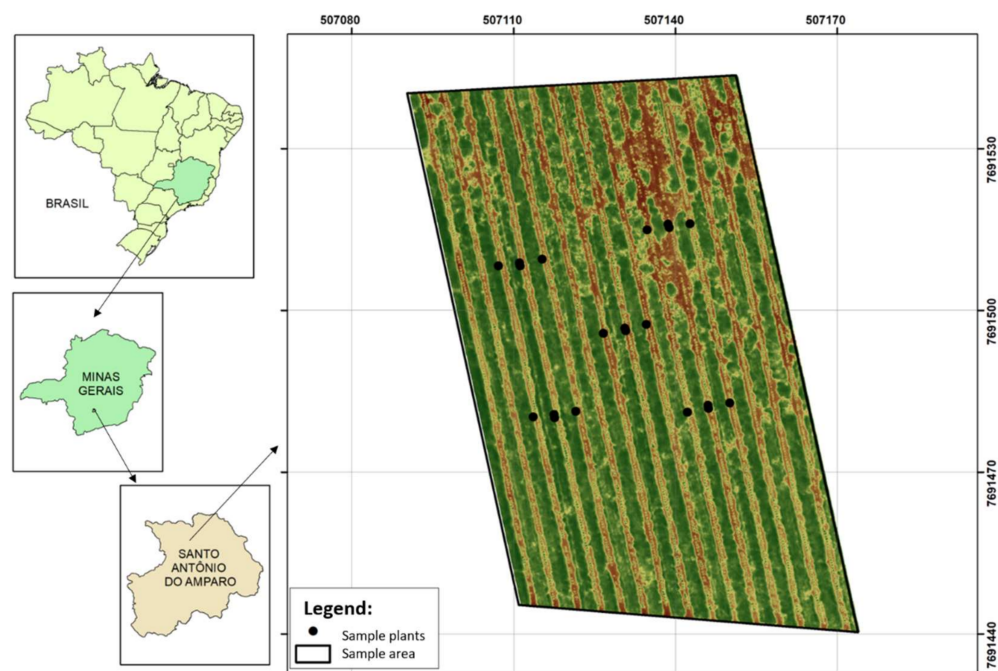 507080
507110
507140
507170
BRASIL
MINAS
GERAIS
SANTO
ANTÔNIO
DO AMPARO
7691530
7691500
7691470
7691440
Legend:
Sample plants
Sample area